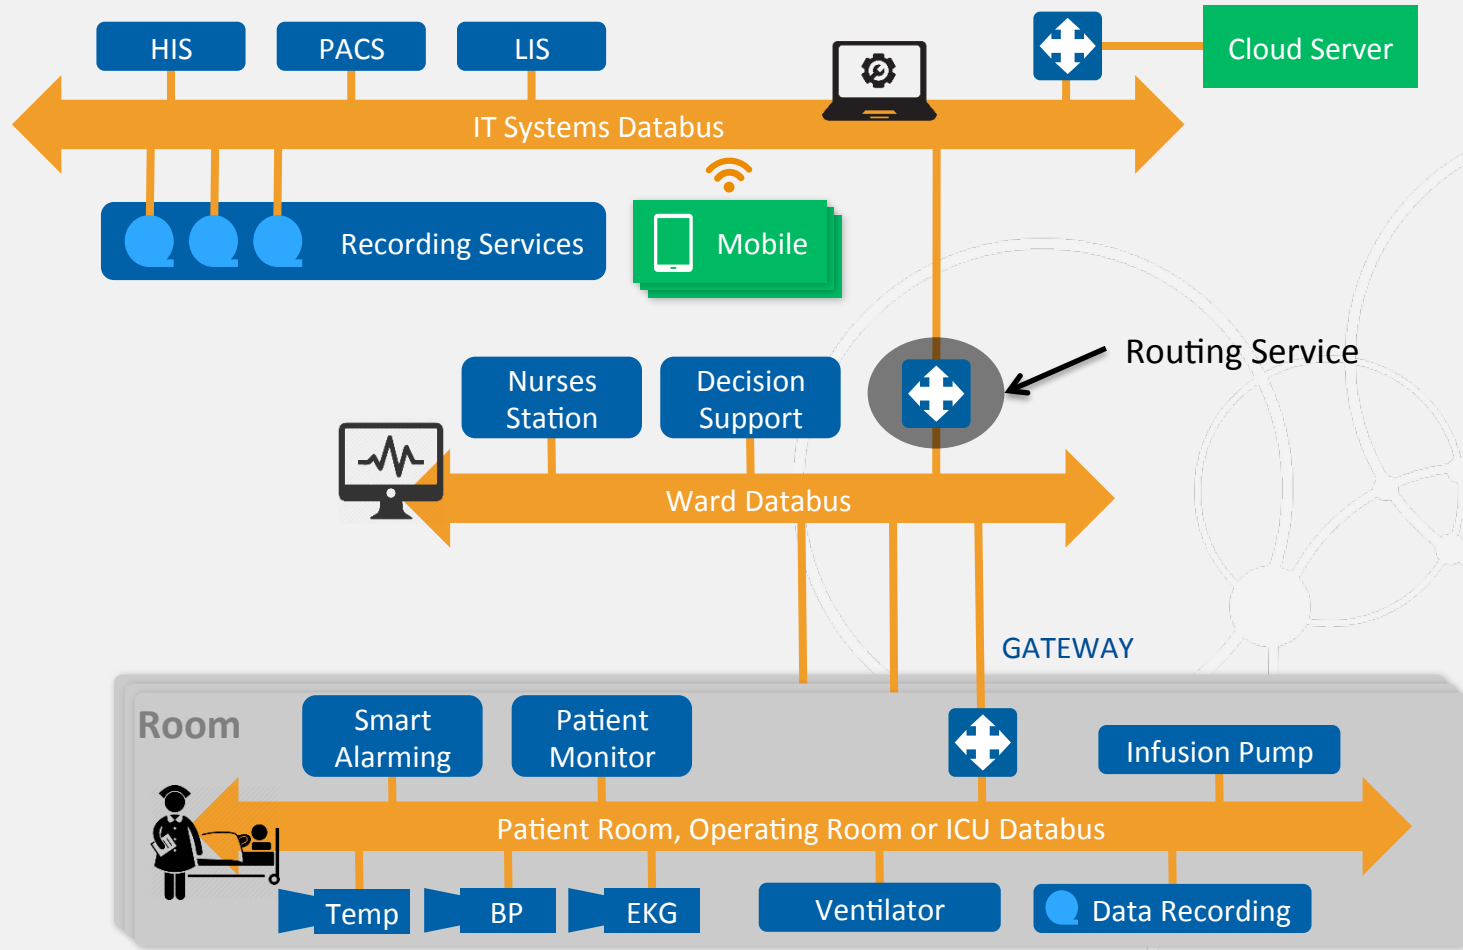 HIS
PACS
LIS
Cloud Server
IT Systems Databus
Recording Services
Mobile
Routing Service
Nurses
Station
Decision
Support
Ward Databus
GATEWAY
Room
Smart
Alarming
Patient
Monitor
Infusion Pump
Patient Room, Operating Room or ICU Databus
Temp
BP
EKG
Ventilator
Data Recording